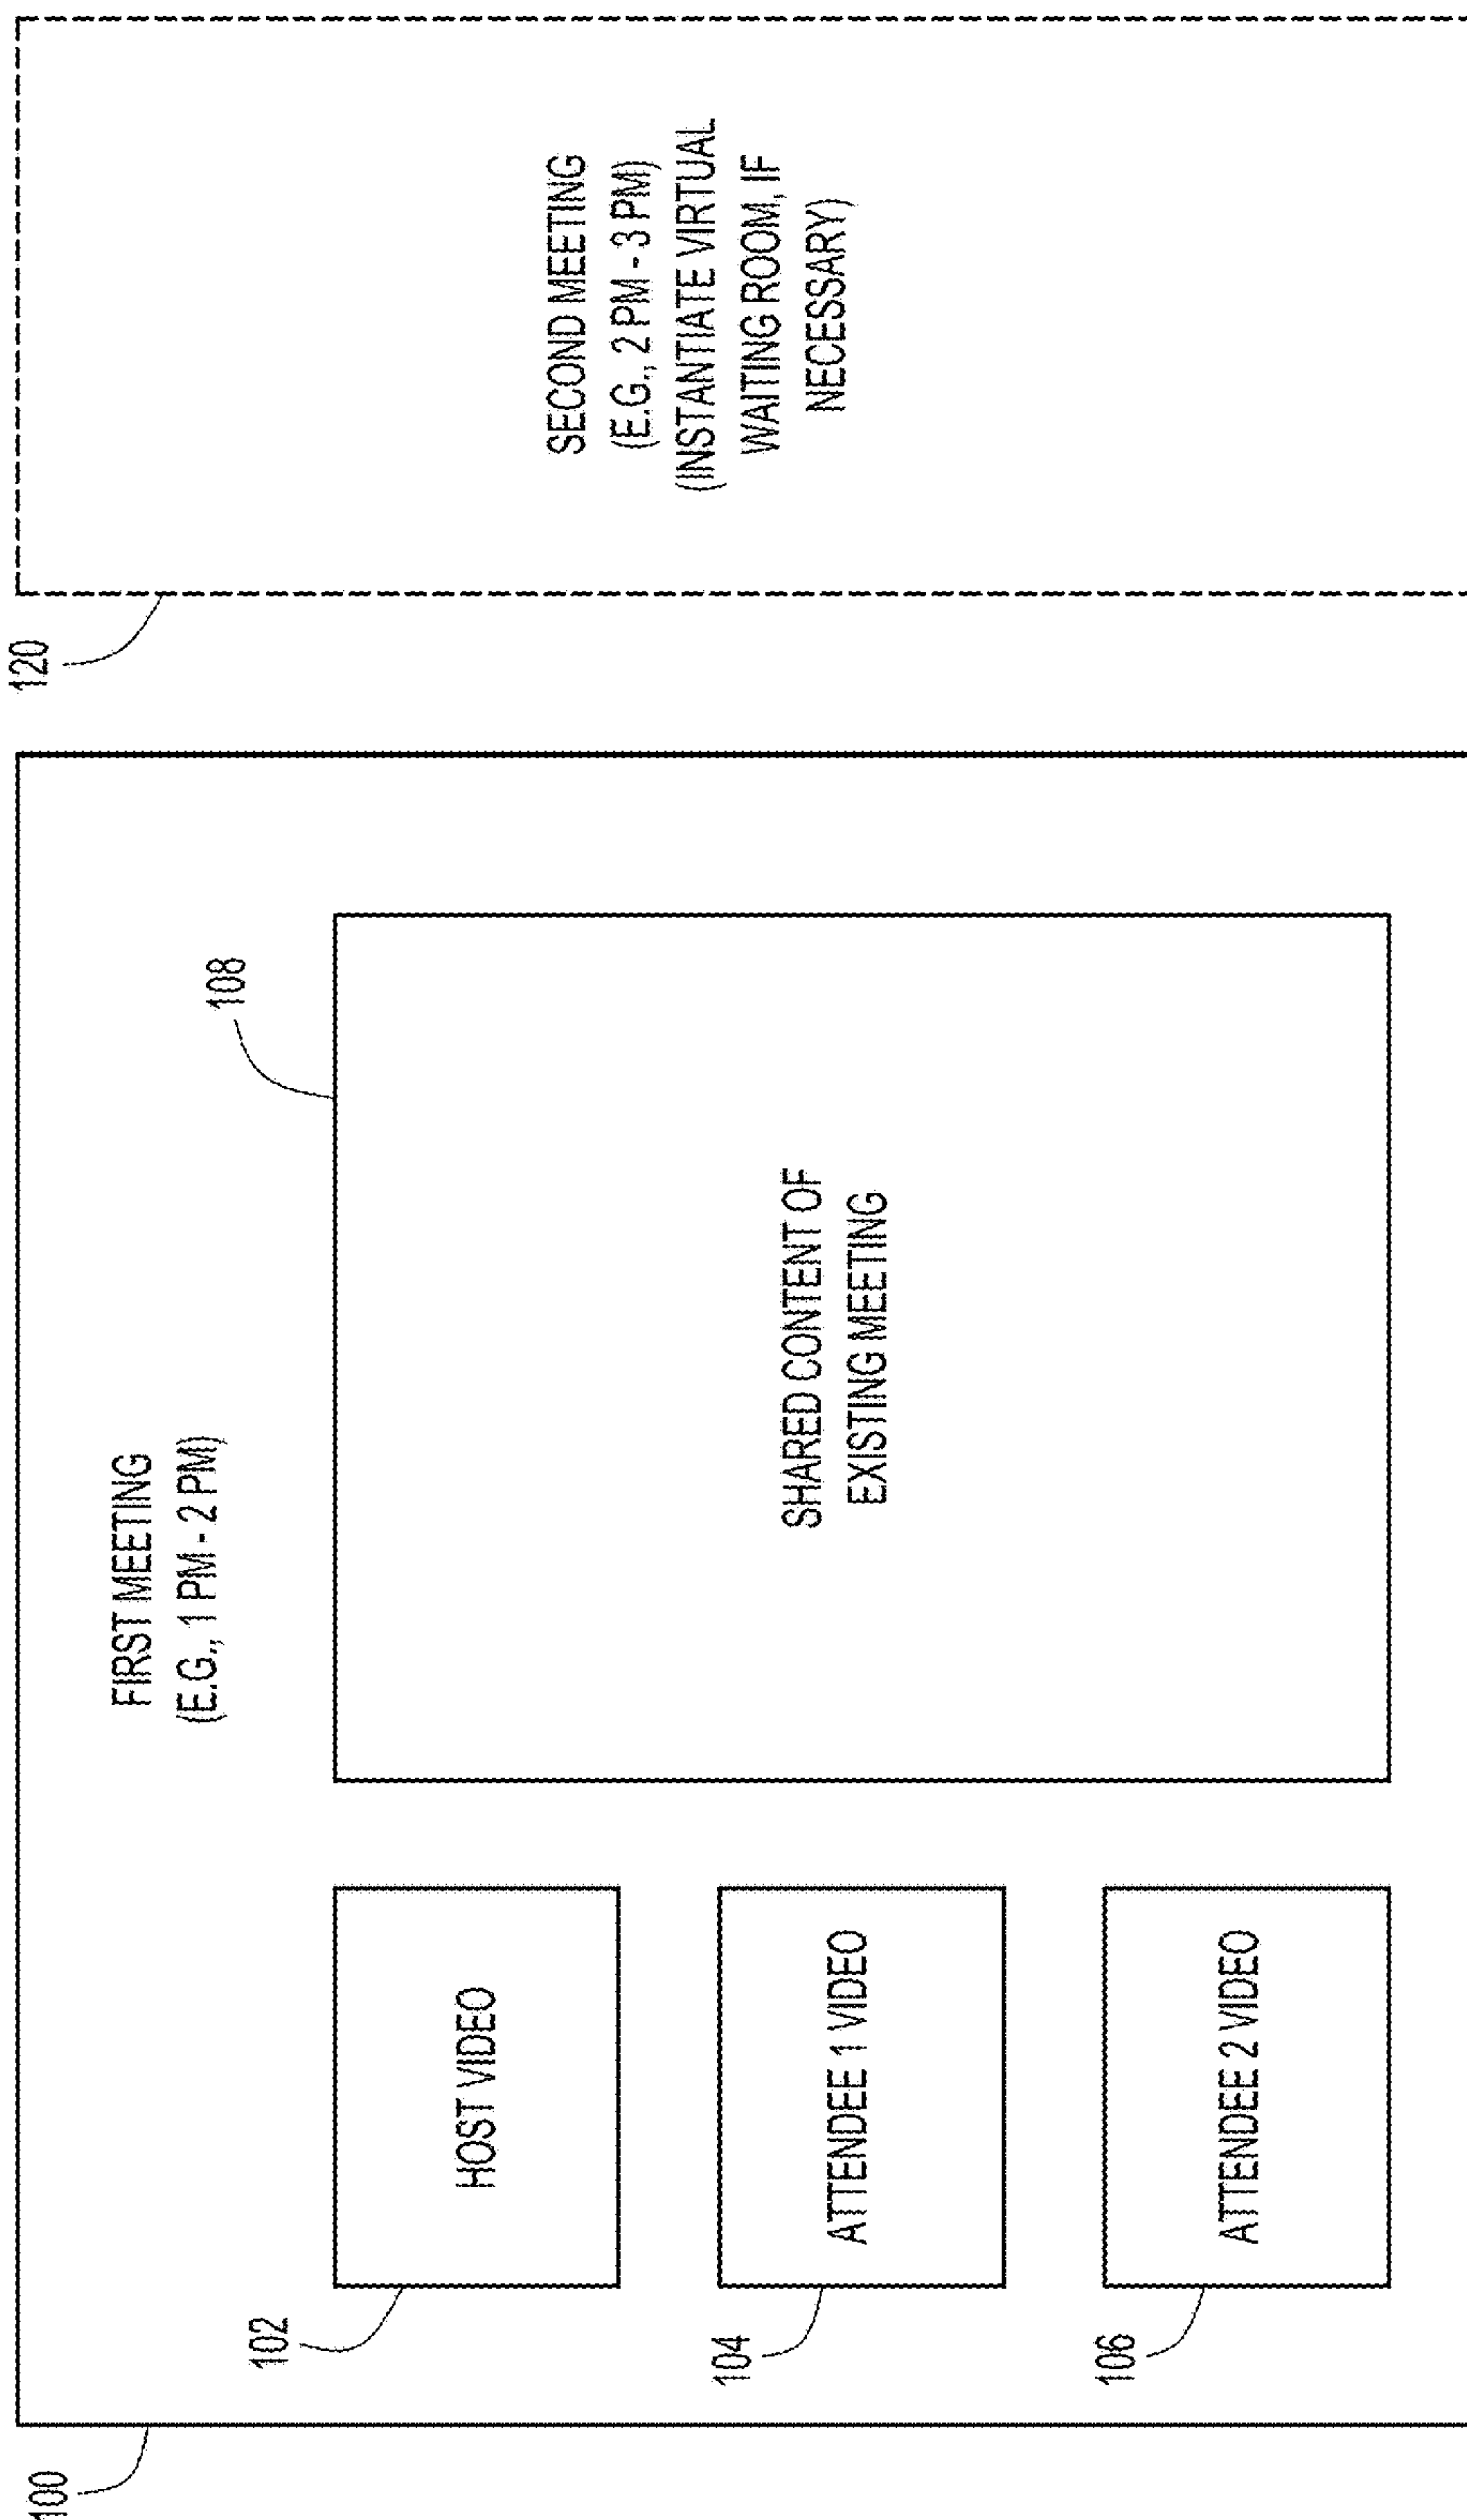 100
FIRST MEETING
(E.G., 1 PM - 2 PM)
102
HOST VIDEO
104
ATTENDEE 1 VIDEO
106
ATTENDEE 2 VIDEO
108
SHARED CONTENT OF
EXISTING MEETING
120
SECOND MEETING
(E.G., 2 PM - 3 PM)
(INSTANTIATE VIRTUAL
WAITING ROOM, IF
NECESSARY)